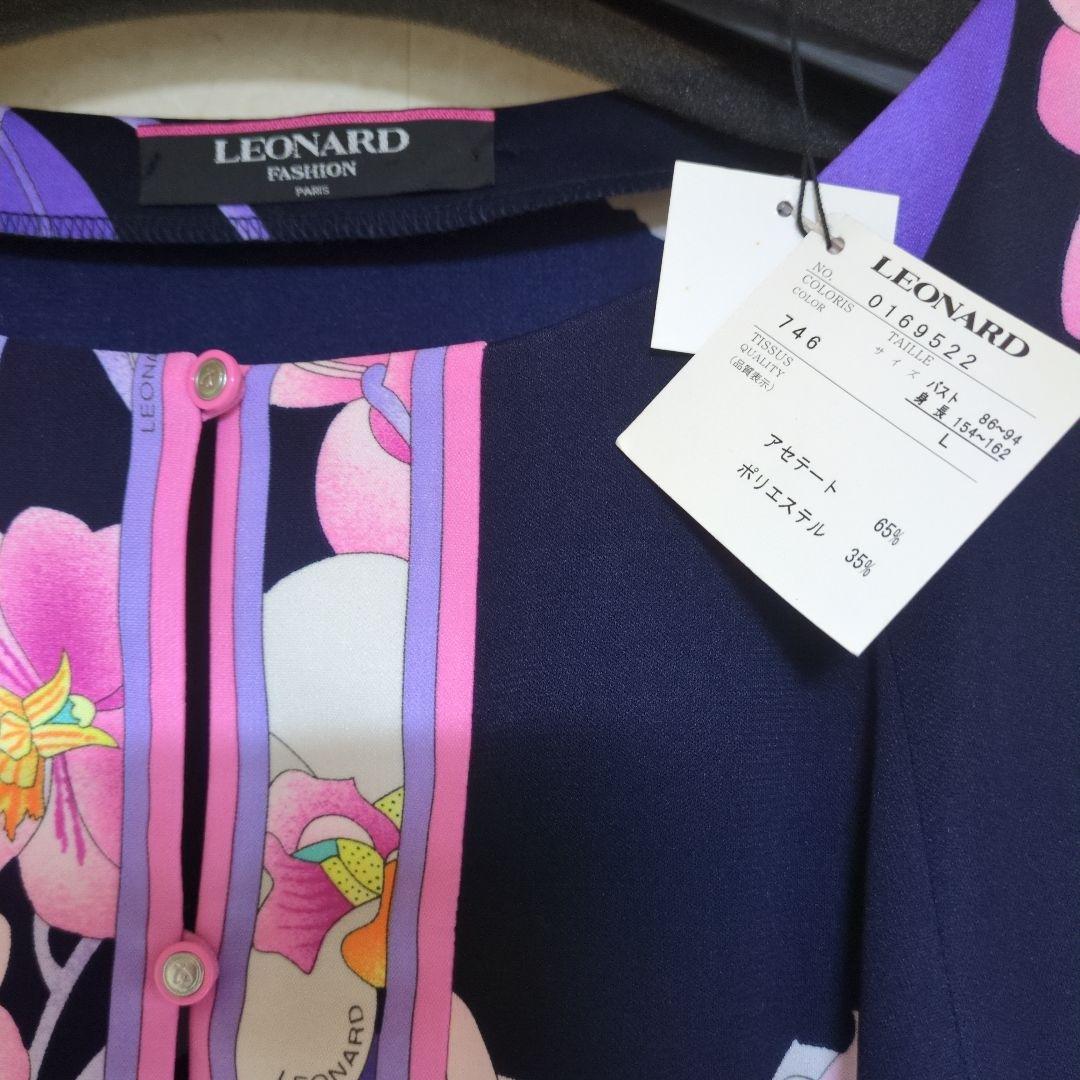 LEONARD
FASHION
PARIS
LEONARD
NO. 0169522
COLORIS
COLOR 746
TAILLE
サイズ バスト 86~94
身長 154~162
L
TISSUS
QUALITY
(品質表示)
アセテート 65%
ポリエステル 35%
LEONA
LEONARD
LEONARD